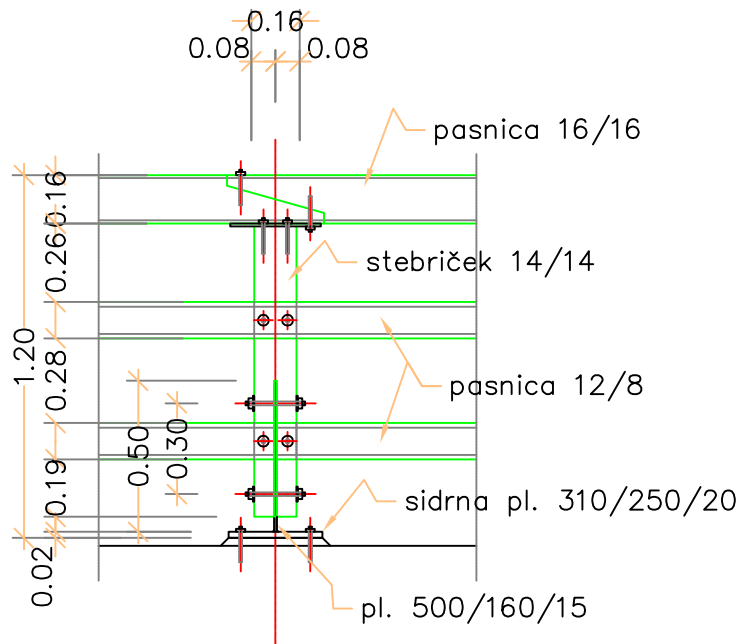 0.16
0.08
0.08
pasnica 16/16
0.16
0.26
stebriček 14/14
1.20
0.28
pasnica 12/8
0.50
0.30
0.19
sidrna pl. 310/250/20
0.02
pl. 500/160/15